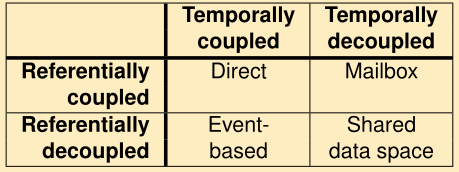 Temporally Temporally
coupled decoupled
Referentially Direct Mailbox
coupled
Referentially Event- Shared
decoupled based data space